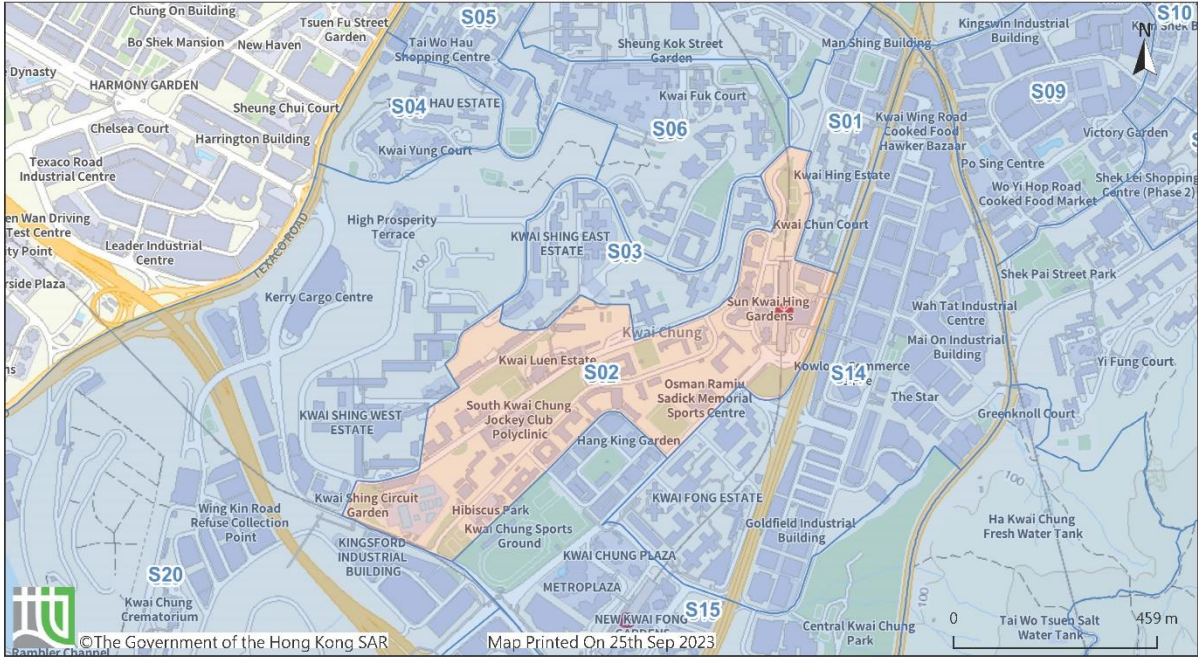 Chung On Building
S05
Tsuen Fu Street
Garden
Kingswin Industrial
Building
S10
Bo Shek Mansion
New Haven
Tai Wo Hau
Shopping Centre
Sheung Kok Street
Garden
Man Shing Building
N
Dynasty
HARMONY GARDEN
Sheung Chui Court
S04
HAU ESTATE
Kwai Fuk Court
S09
Chelsea Court
Harrington Building
S06
S01
Kwai Wing Road
Cooked Food
Hawker Bazaar
Victory Garden
Kwai Yung Court
Texaco Road
Industrial Centre
Po Sing Centre
Kwai Hing Estate
Wo Yi Hop Road
Cooked Food Market
Shek Lei Shopping
Centre (Phase 2)
Driving
Test Centre
High Prosperity
Terrace
Kwai Chun Court
Leader Industrial
Centre
TEXACO ROAD
100
KWAI SHING EAST
ESTATE
S03
Shek Pai Street Park
Kerry Cargo Centre
Sun Kwai Hing
Gardens
Wah Tat Industrial
Centre
Kwai Chung
Mai On Industrial
Building
Kwai Luen Estate
S02
S14
Yi Fung Court
Osman Ramju
Sadick Memorial
Sports Centre
The Star
KWAI SHING WEST
ESTATE
South Kwai Chung
Jockey Club
Polyclinic
Greenknoll Court
Hang King Garden
100
Kwai Shing Circuit
Garden
KWAI FONG ESTATE
Wing Kin Road
Refuse Collection
Point
Hibiscus Park
Kwai Chung Sports
Ground
Goldfield Industrial
Building
Ha Kwai Chung
Fresh Water Tank
KINGSFORD
INDUSTRIAL
BUILDING
KWAI CHUNG PLAZA
S20
METROPLAZA
Kwai Chung
Crematorium
S15
NEW KWAI FONG
GARDENS
100
0
459 m
Central Kwai Chung
Park
Tai Wo Tsuen Salt
Water Tank
©The Government of the Hong Kong SAR
Map Printed On 25th Sep 2023
Rambler Channel